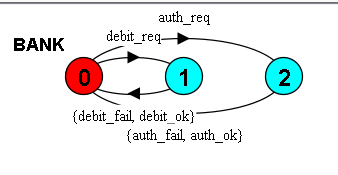 auth_req
debit_req
BANK
0
1
2
{debit_fail, debit_ok}
{auth_fail, auth_ok}